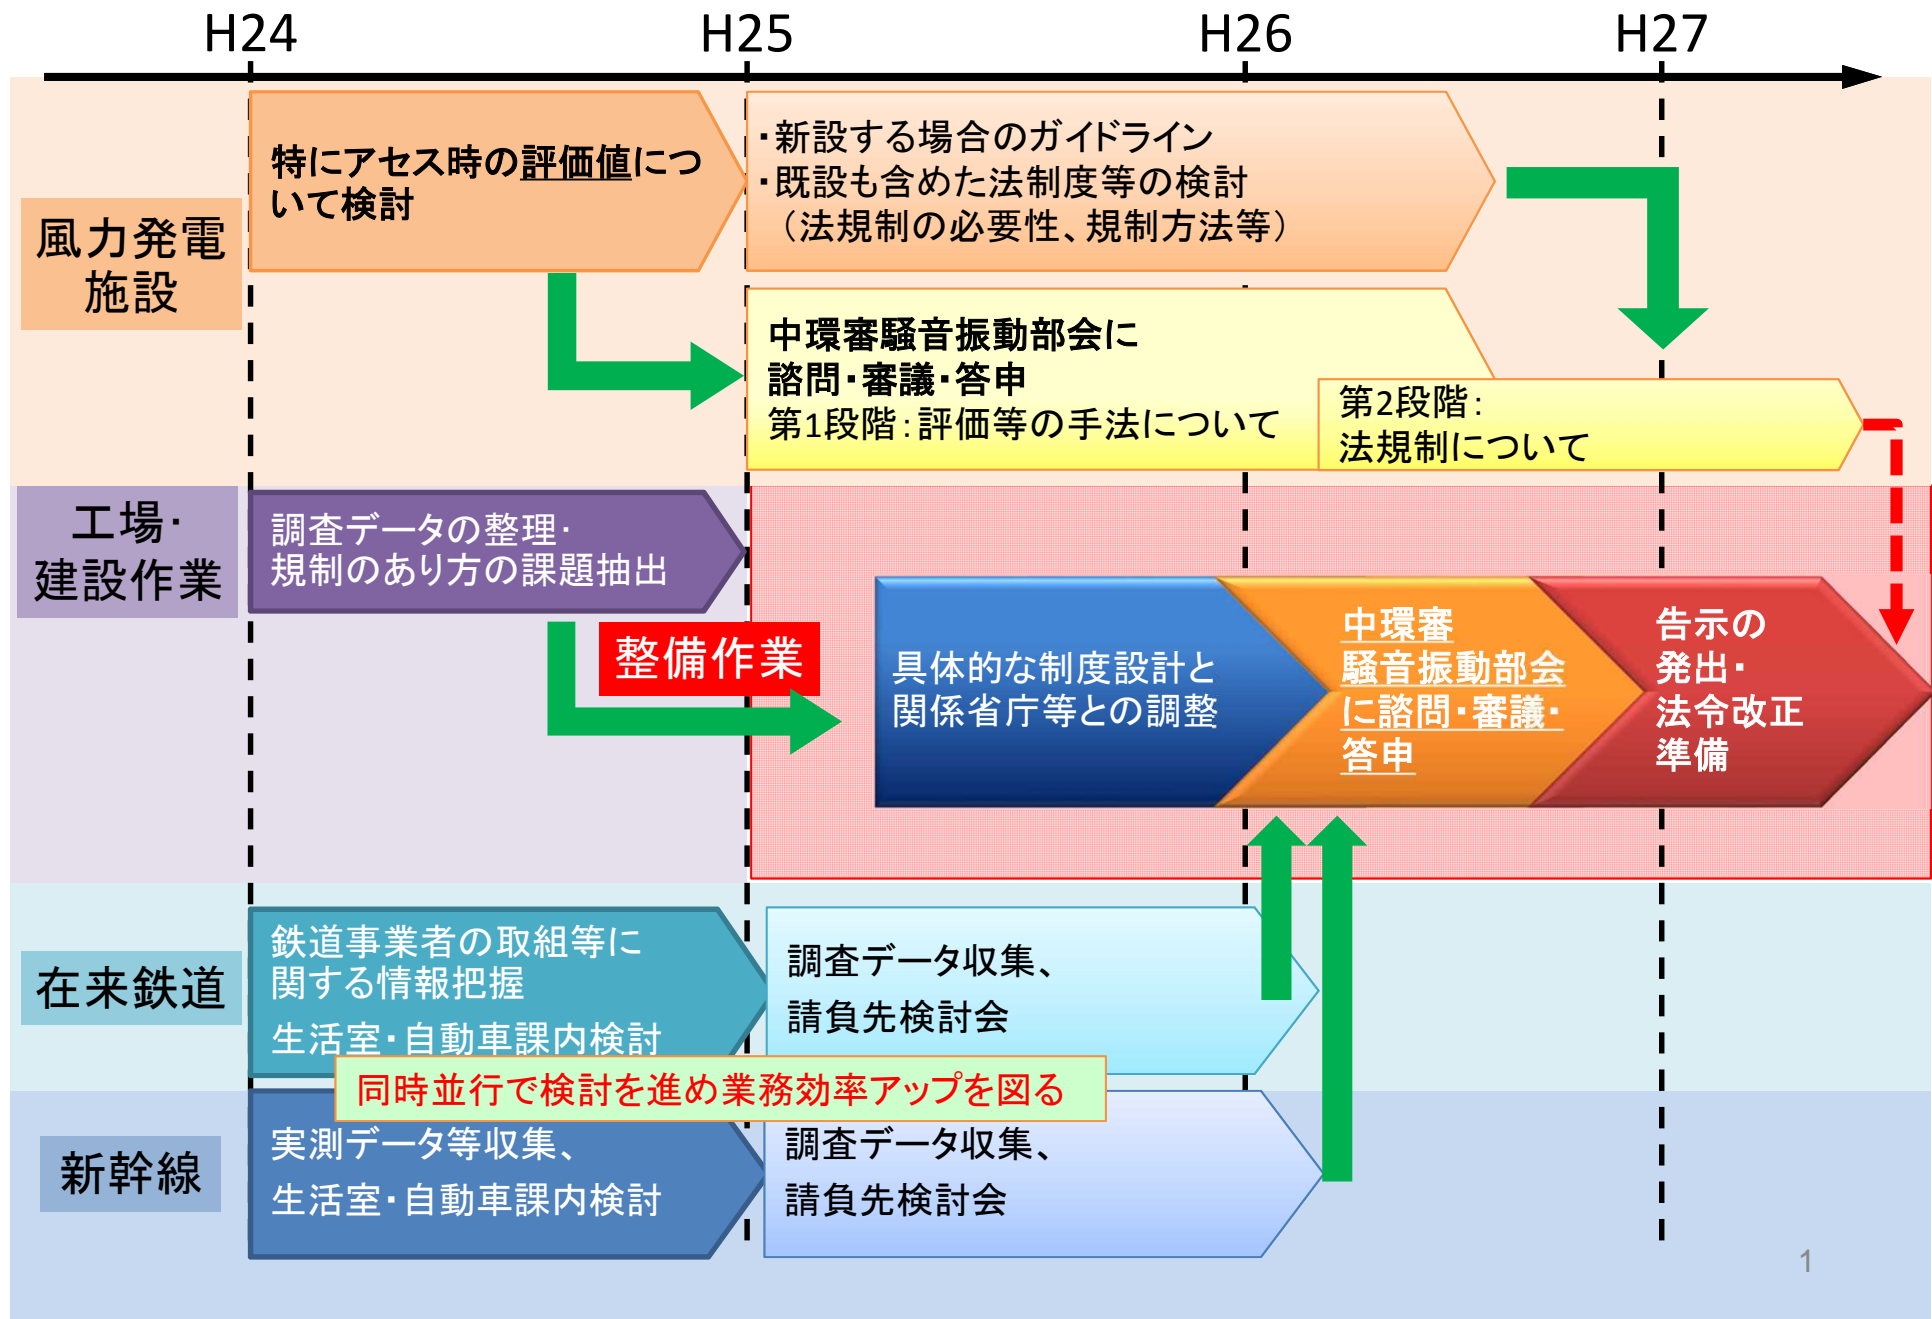 H24
H25
H26
H27
風力発電
施設
特にアセス時の評価値につ
いて検討
・新設する場合のガイドライン
・既設も含めた法制度等の検討
（法規制の必要性、規制方法等）
中環審騒音振動部会に
諮問・審議・答申
第1段階：評価等の手法について
第2段階：
法規制について
工場・
建設作業
調査データの整理・
規制のあり方の課題抽出
整備作業
具体的な制度設計と
関係省庁等との調整
中環審
騒音振動部会
に諮問・審議・
答申
告示の
発出・
法令改正
準備
在来鉄道
鉄道事業者の取組等に
関する情報把握
生活室・自動車課内検討
調査データ収集、
請負先検討会
同時並行で検討を進め業務効率アップを図る
新幹線
実測データ等収集、
生活室・自動車課内検討
調査データ収集、
請負先検討会
1